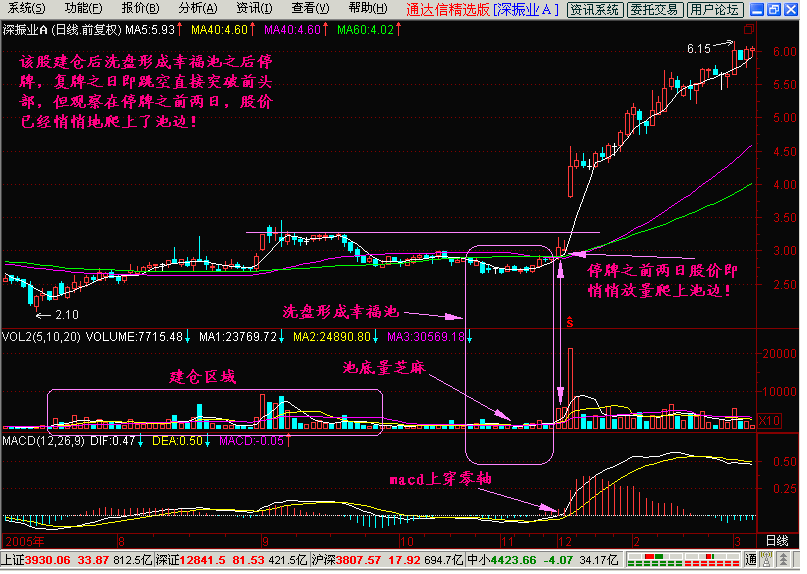 系统(S) 功能(F) 报价(B) 分析(A) 资讯(I) 查看(V) 帮助(H) 通达信精选版 [深振业A] 资讯系统 委托交易 用户论坛
深振业A (日线.前复权) MA5:5.93↑ MA40:4.60↑ MA40:4.60↑ MA60:4.02↑
该股建仓后洗盘形成幸福池之后停
牌，复牌之日即跳空直接突破前头
部，但观察在停牌之前两日，股价
已经悄悄地爬上了池边！
6.15
6.00
5.50
5.00
4.50
4.00
3.50
3.00
2.50
停牌之前两日股价即
悄悄放量爬上池边！
2.10
洗盘形成幸福池
$
VOL2(5,10,20) VOLUME:7715.48↓ MA1:23769.72↓ MA2:24890.80↓ MA3:30569.18↓
20000
10000
X10
建仓区域
池底量芝麻
MACD(12,26,9) DIF:0.47↓ DEA:0.50↓ MACD:-0.05↑
0.50
0.25
macd上穿零轴
2005年 8 9 10 11 12 2 3 日线
上证3930.06 33.87 812.5亿 深证12841.5 81.53 421.5亿 沪深3807.57 17.92 694.7亿 中小4423.66 -4.07 34.17亿 通